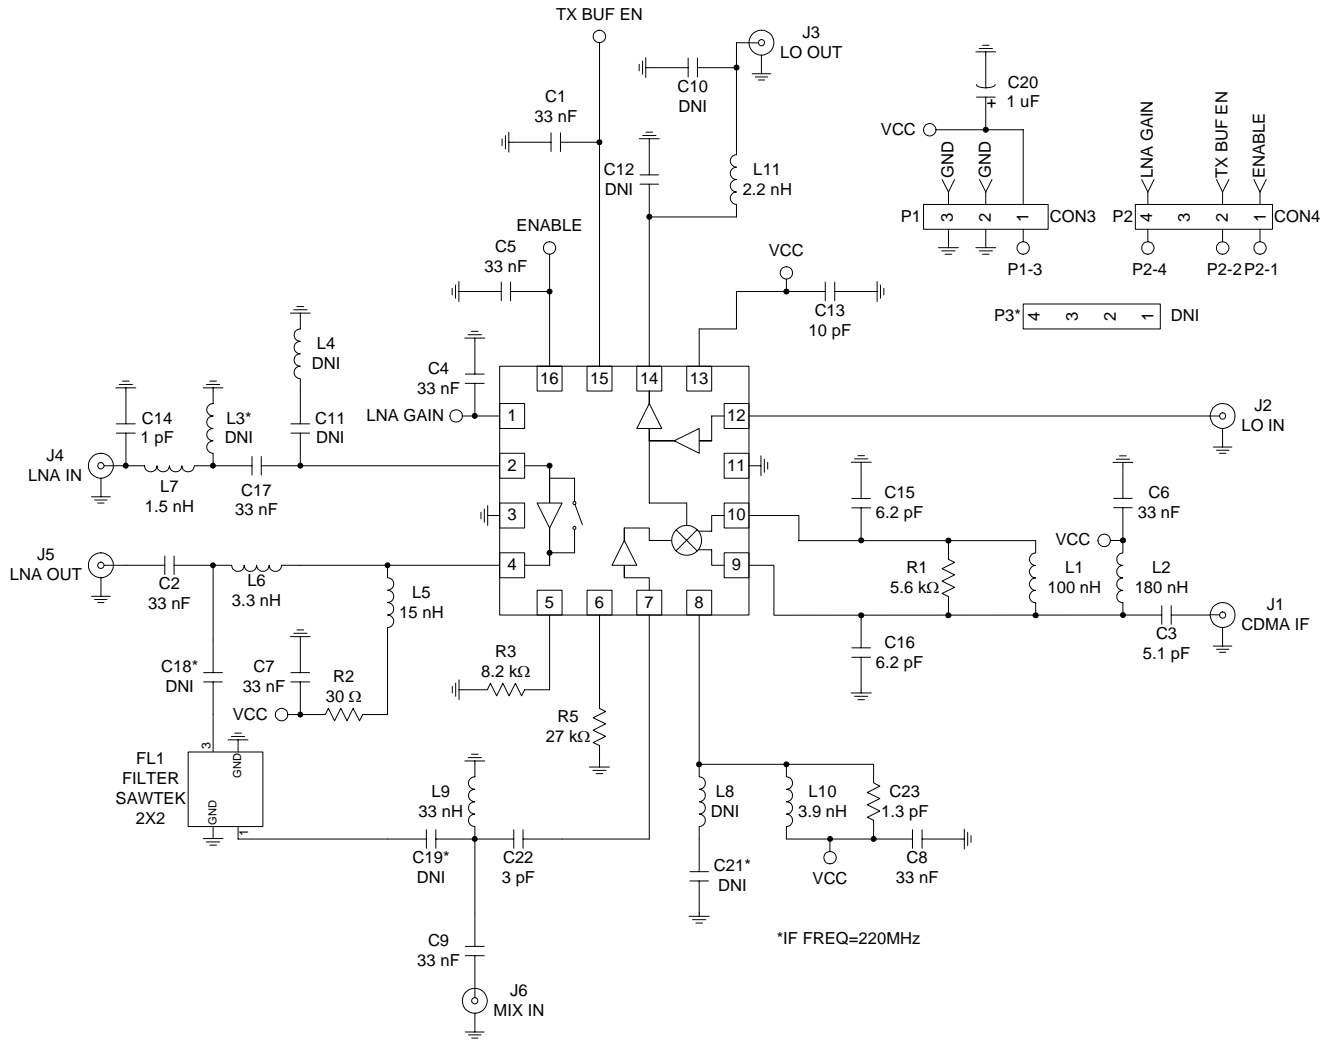 TX BUF EN
J3
LO OUT
C10
DNI
C1
33 nF
C12
DNI
L11
2.2 nH
C20
1 uF
+
VCC
GND
GND
P1
3
2
1
CON3
P1-3
LNA GAIN
TX BUF EN
ENABLE
P2
4
3
2
1
CON4
P2-4
P2-2
P2-1
P3*
4
3
2
1
DNI
ENABLE
C5
33 nF
VCC
C13
10 pF
L4
DNI
C4
33 nF
LNA GAIN
C14
1 pF
L3*
DNI
C11
DNI
J4
LNA IN
L7
1.5 nH
C17
33 nF
16
15
14
13
1
2
3
4
12
11
10
9
5
6
7
8
J2
LO IN
C15
6.2 pF
C6
33 nF
VCC
R1
5.6 kΩ
L1
100 nH
L2
180 nH
J1
CDMA IF
C3
5.1 pF
C16
6.2 pF
J5
LNA OUT
C2
33 nF
L6
3.3 nH
L5
15 nH
C18*
DNI
C7
33 nF
R2
30 Ω
VCC
R3
8.2 kΩ
R5
27 kΩ
FL1
FILTER
SAWTEK
2X2
3
GND
GND
1
L9
33 nH
C19*
DNI
C22
3 pF
L8
DNI
L10
3.9 nH
C23
1.3 pF
C21*
DNI
VCC
C8
33 nF
*IF FREQ=220MHz
C9
33 nF
J6
MIX IN